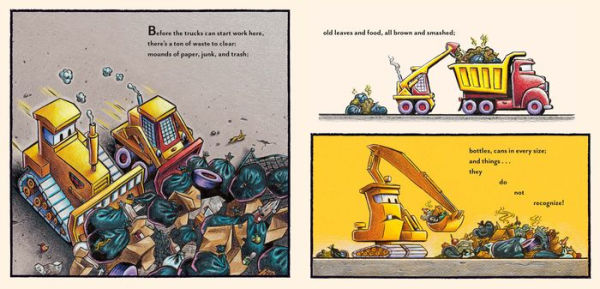 Before the trucks can start work here,
there's a ton of waste to clear:
moands of paper, junk, and trash;
old leaves and food, all brown and smashed;
bottles, cans in every size;
and things . . .
they
do
not
recognize!